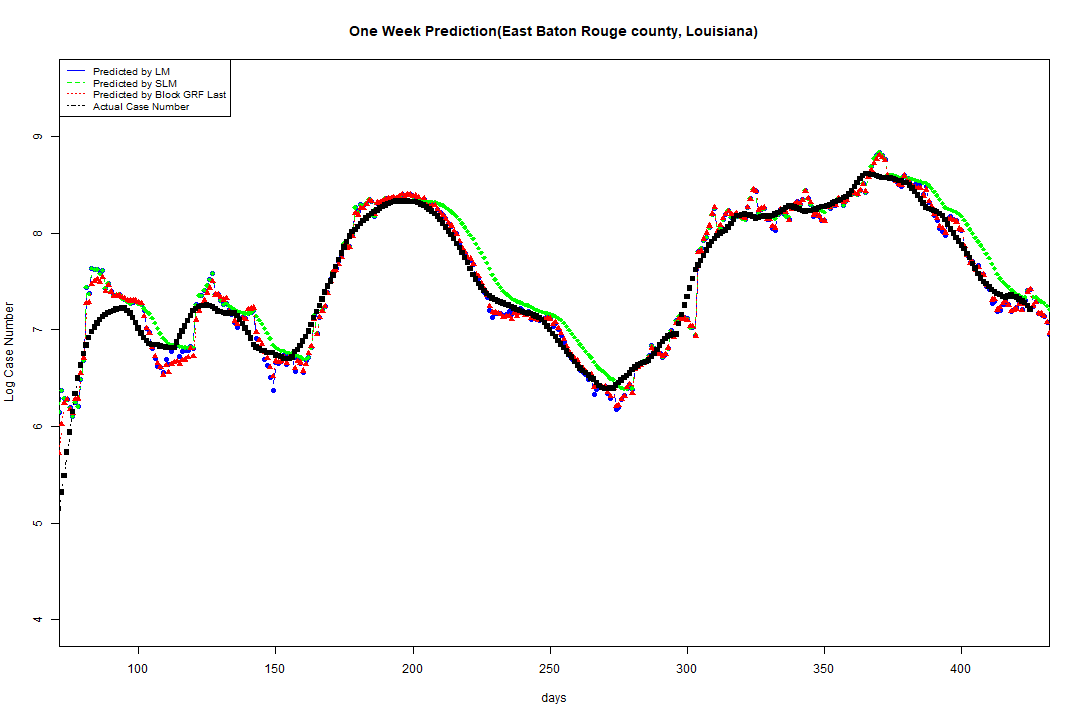 One Week Prediction(East Baton Rouge county, Louisiana)
Predicted by LM
Predicted by SLM
Predicted by Block GRF Last
Actual Case Number
Log Case Number
9
8
7
6
5
4
100 150 200 250 300 350 400
days